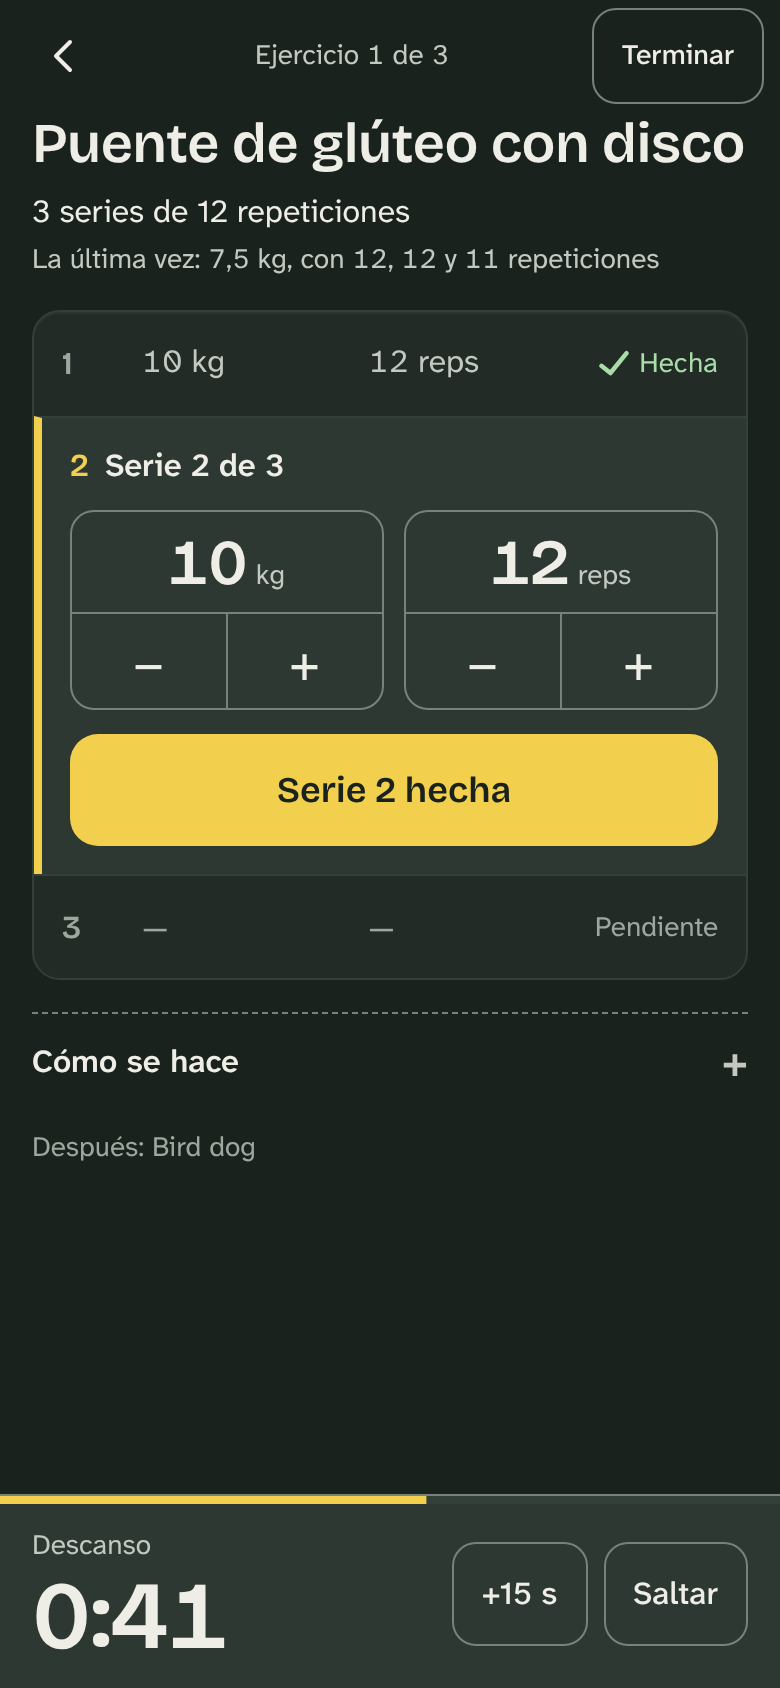 Ejercicio 1 de 3
Terminar
Puente de glúteo con disco
3 series de 12 repeticiones
La última vez: 7,5 kg, con 12, 12 y 11 repeticiones
1 10 kg 12 reps Hecha
2 Serie 2 de 3
10 kg 12 reps
− + − +
Serie 2 hecha
3 — — Pendiente
Cómo se hace +
Después: Bird dog
Descanso
0:41
+15 s
Saltar